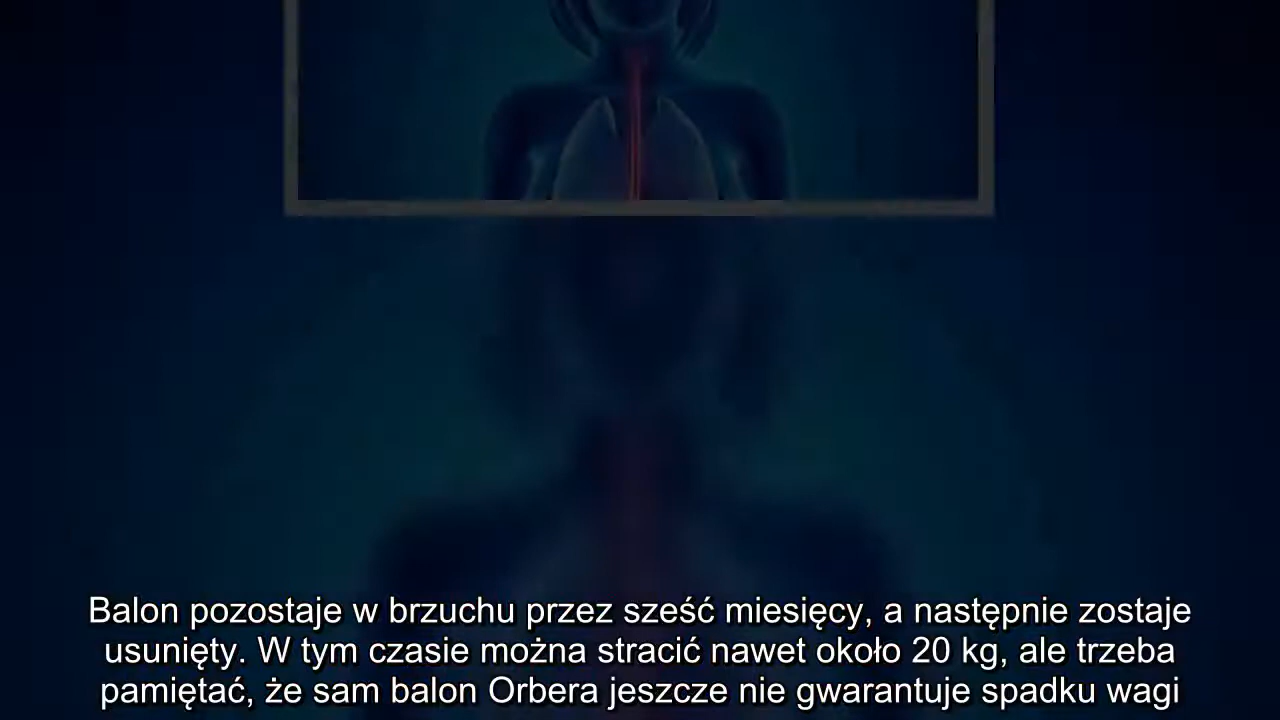 Balon pozostaje w brzuchu przez sześć miesięcy, a następnie zostaje
usunięty. W tym czasie można stracić nawet około 20 kg, ale trzeba
pamiętać, że sam balon Orbera jeszcze nie gwarantuje spadku wagi